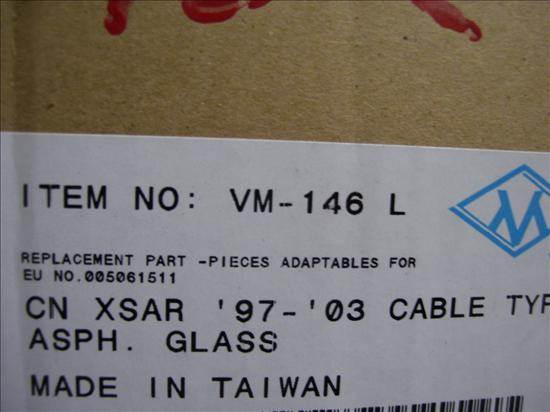 ITEM NO: VM-146 L
REPLACEMENT PART -PIECES ADAPTABLES FOR
EU NO.005061511
CN XSAR '97-'03 CABLE TYP
ASPH. GLASS
MADE IN TAIWAN